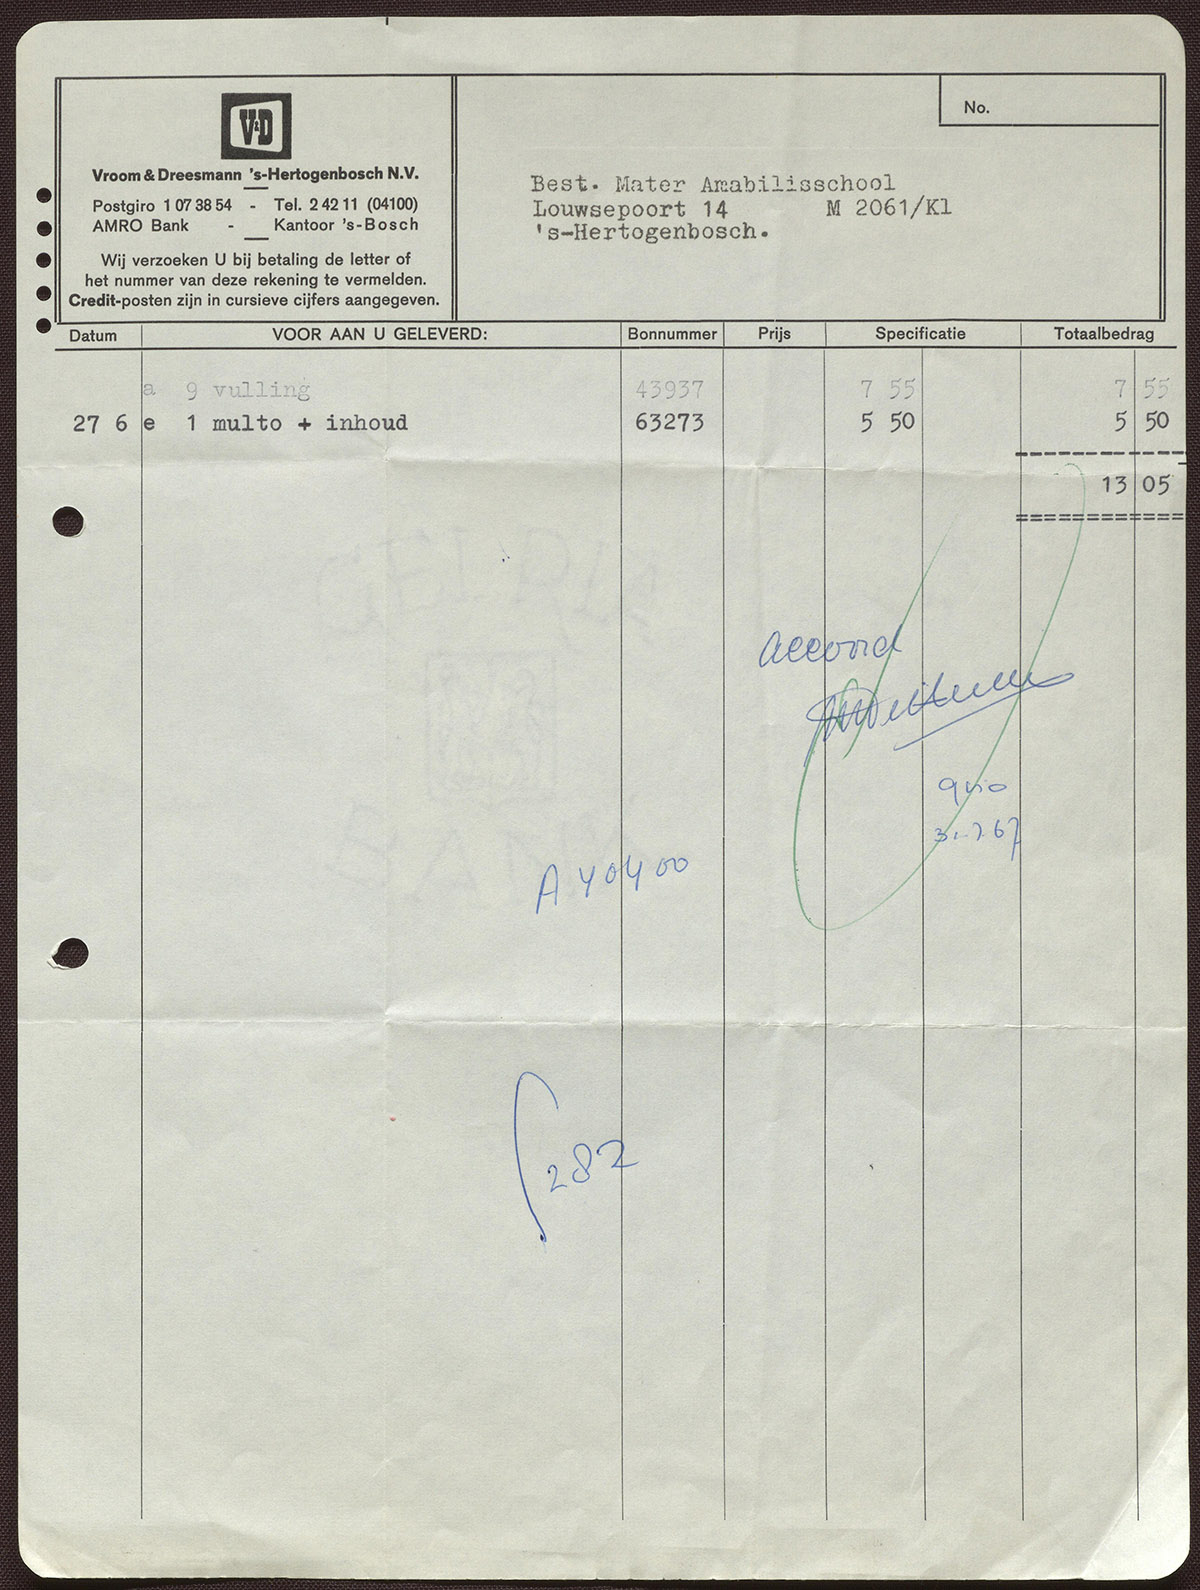 V&D
Vroom & Dreesmann 's-Hertogenbosch N.V.
Postgiro 1 07 38 54 - Tel. 2 42 11 (04100)
AMRO Bank - Kantoor 's-Bosch
Wij verzoeken U bij betaling de letter of
het nummer van deze rekening te vermelden.
Credit-posten zijn in cursieve cijfers aangegeven.
No.
Best. Mater Amabilisschool
Louwsepoort 14 M 2061/Kl
's-Hertogenbosch.
Datum VOOR AAN U GELEVERD: Bonnummer Prijs Specificatie Totaalbedrag
a 9 vulling 43937 7 55 7 55
27 6 e 1 multo + inhoud 63273 5 50 5 50
13 05
accoord
giro
31.7.67
A 40400
282